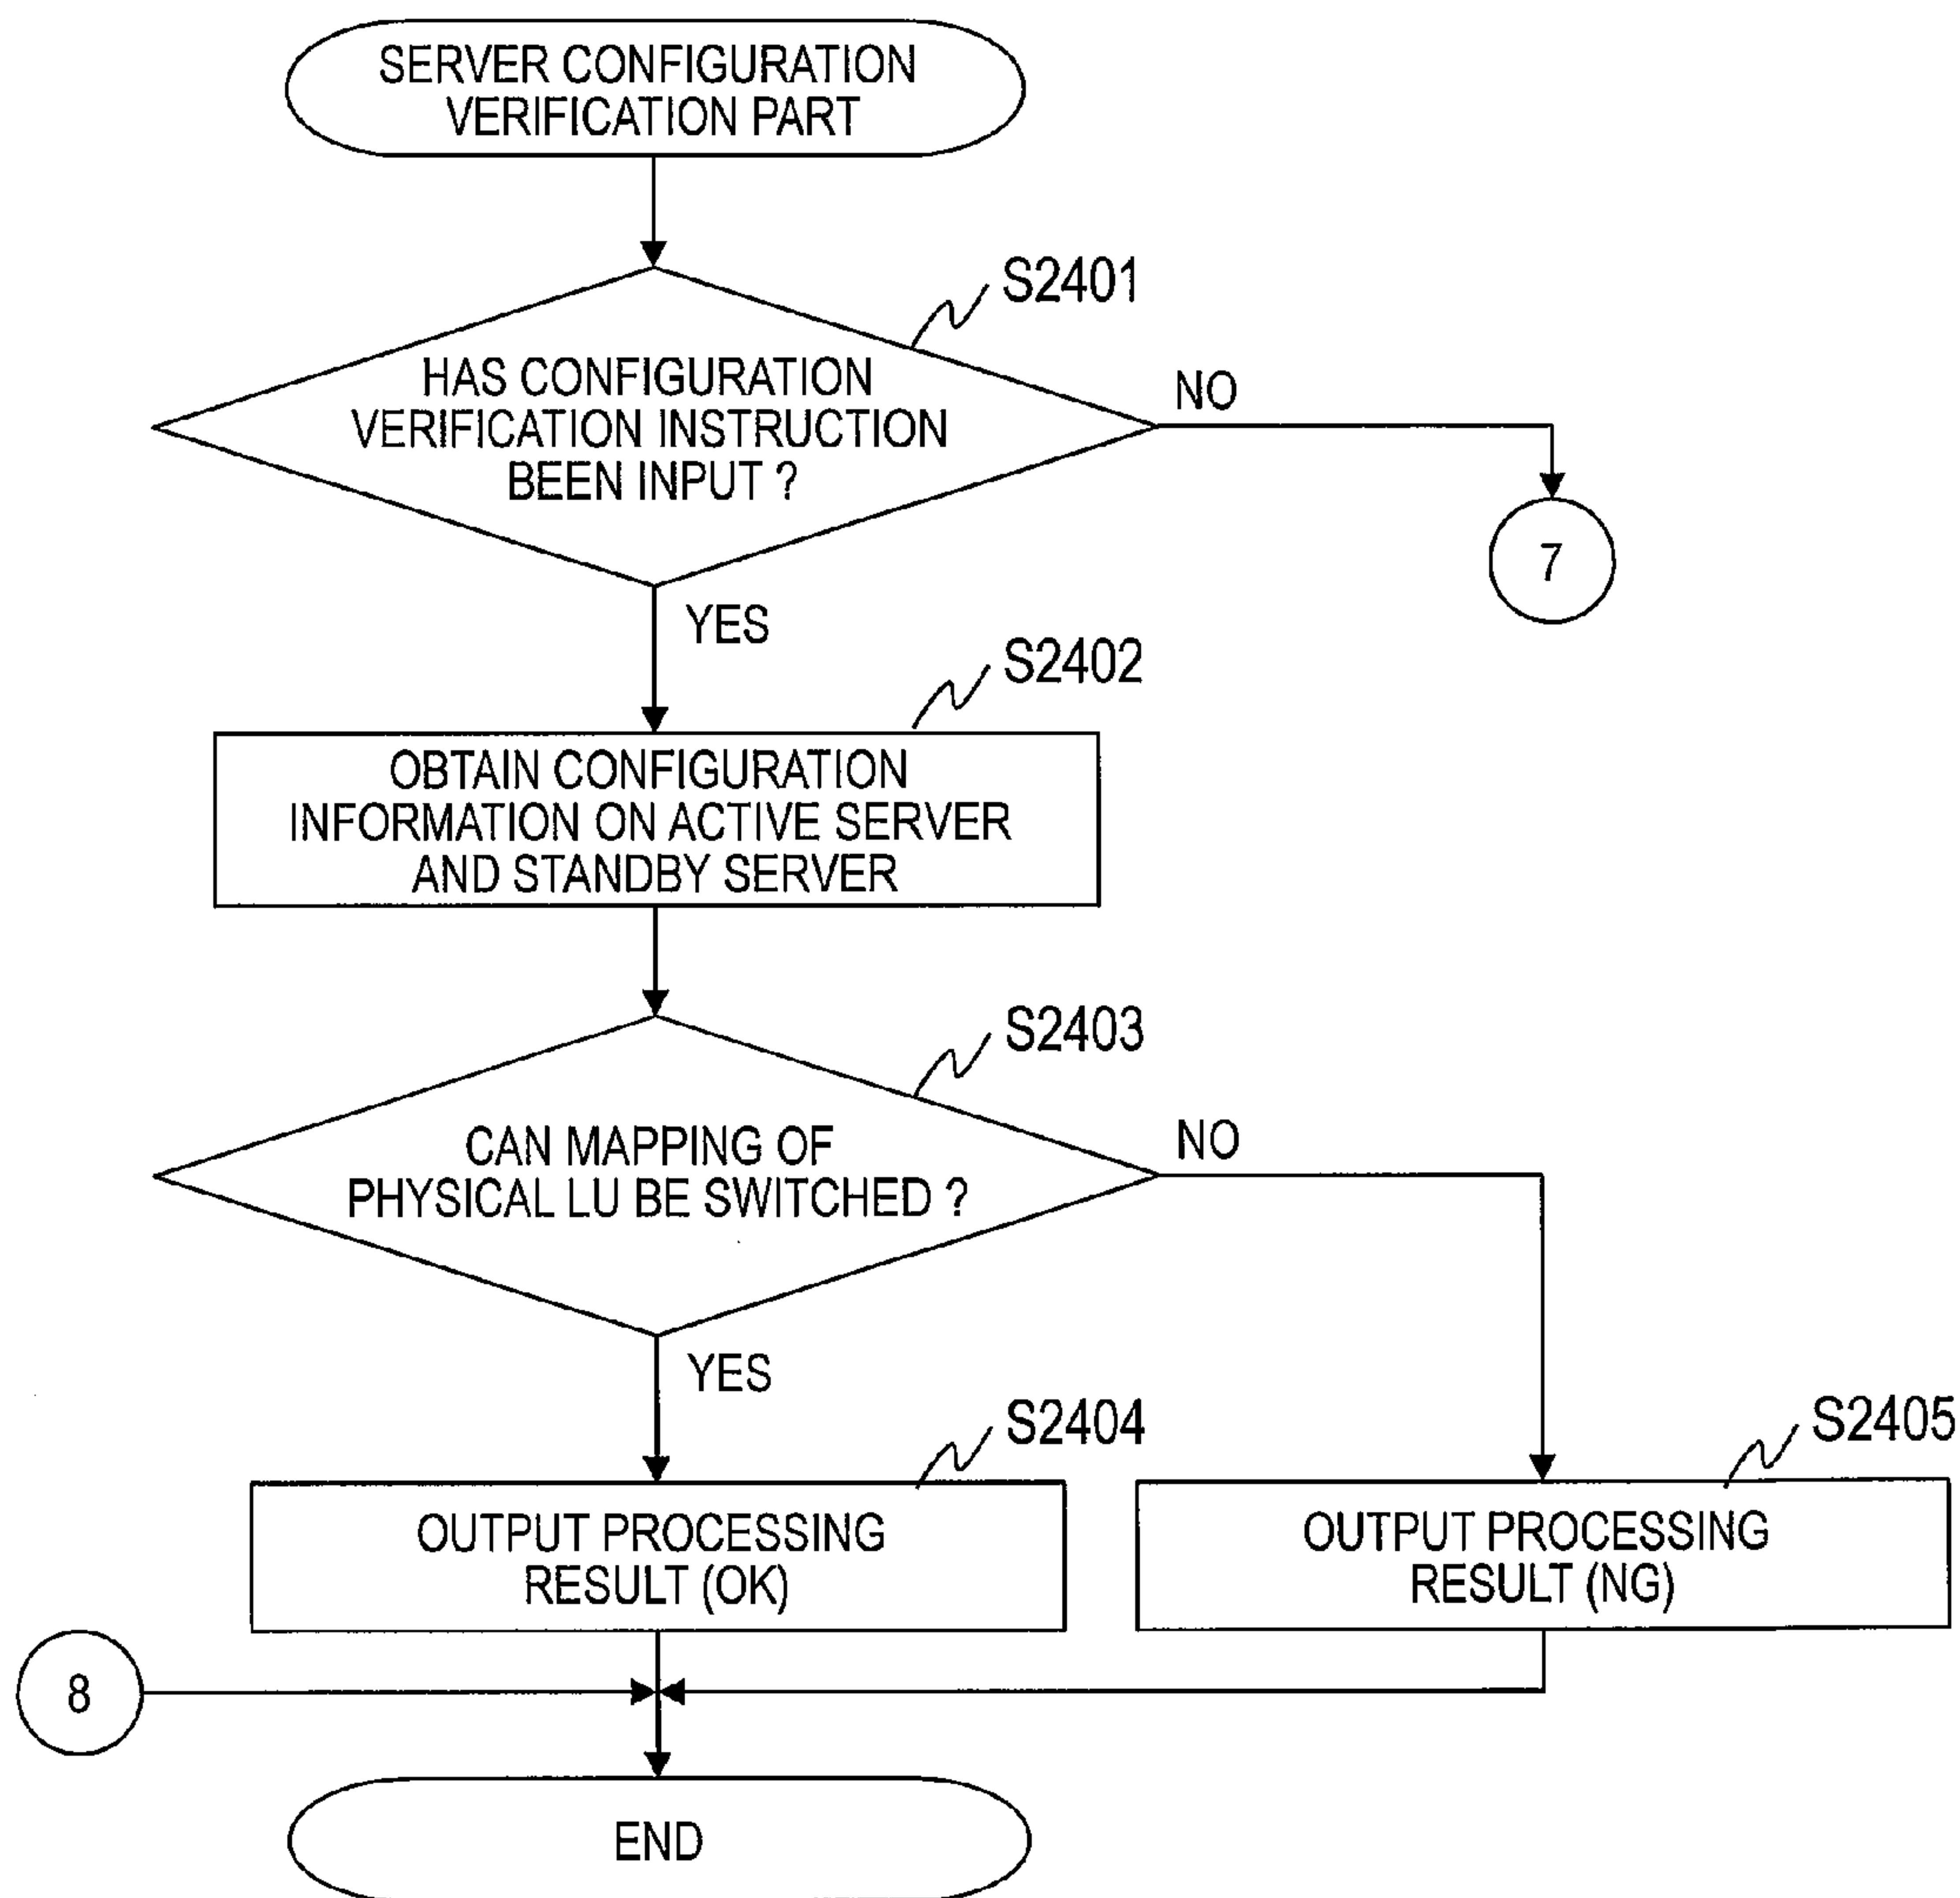 SERVER CONFIGURATION
VERIFICATION PART
S2401
HAS CONFIGURATION
VERIFICATION INSTRUCTION
BEEN INPUT ?
NO
7
YES
S2402
OBTAIN CONFIGURATION
INFORMATION ON ACTIVE SERVER
AND STANDBY SERVER
S2403
CAN MAPPING OF
PHYSICAL LU BE SWITCHED ?
NO
YES
S2404
OUTPUT PROCESSING
RESULT (OK)
S2405
OUTPUT PROCESSING
RESULT (NG)
8
END